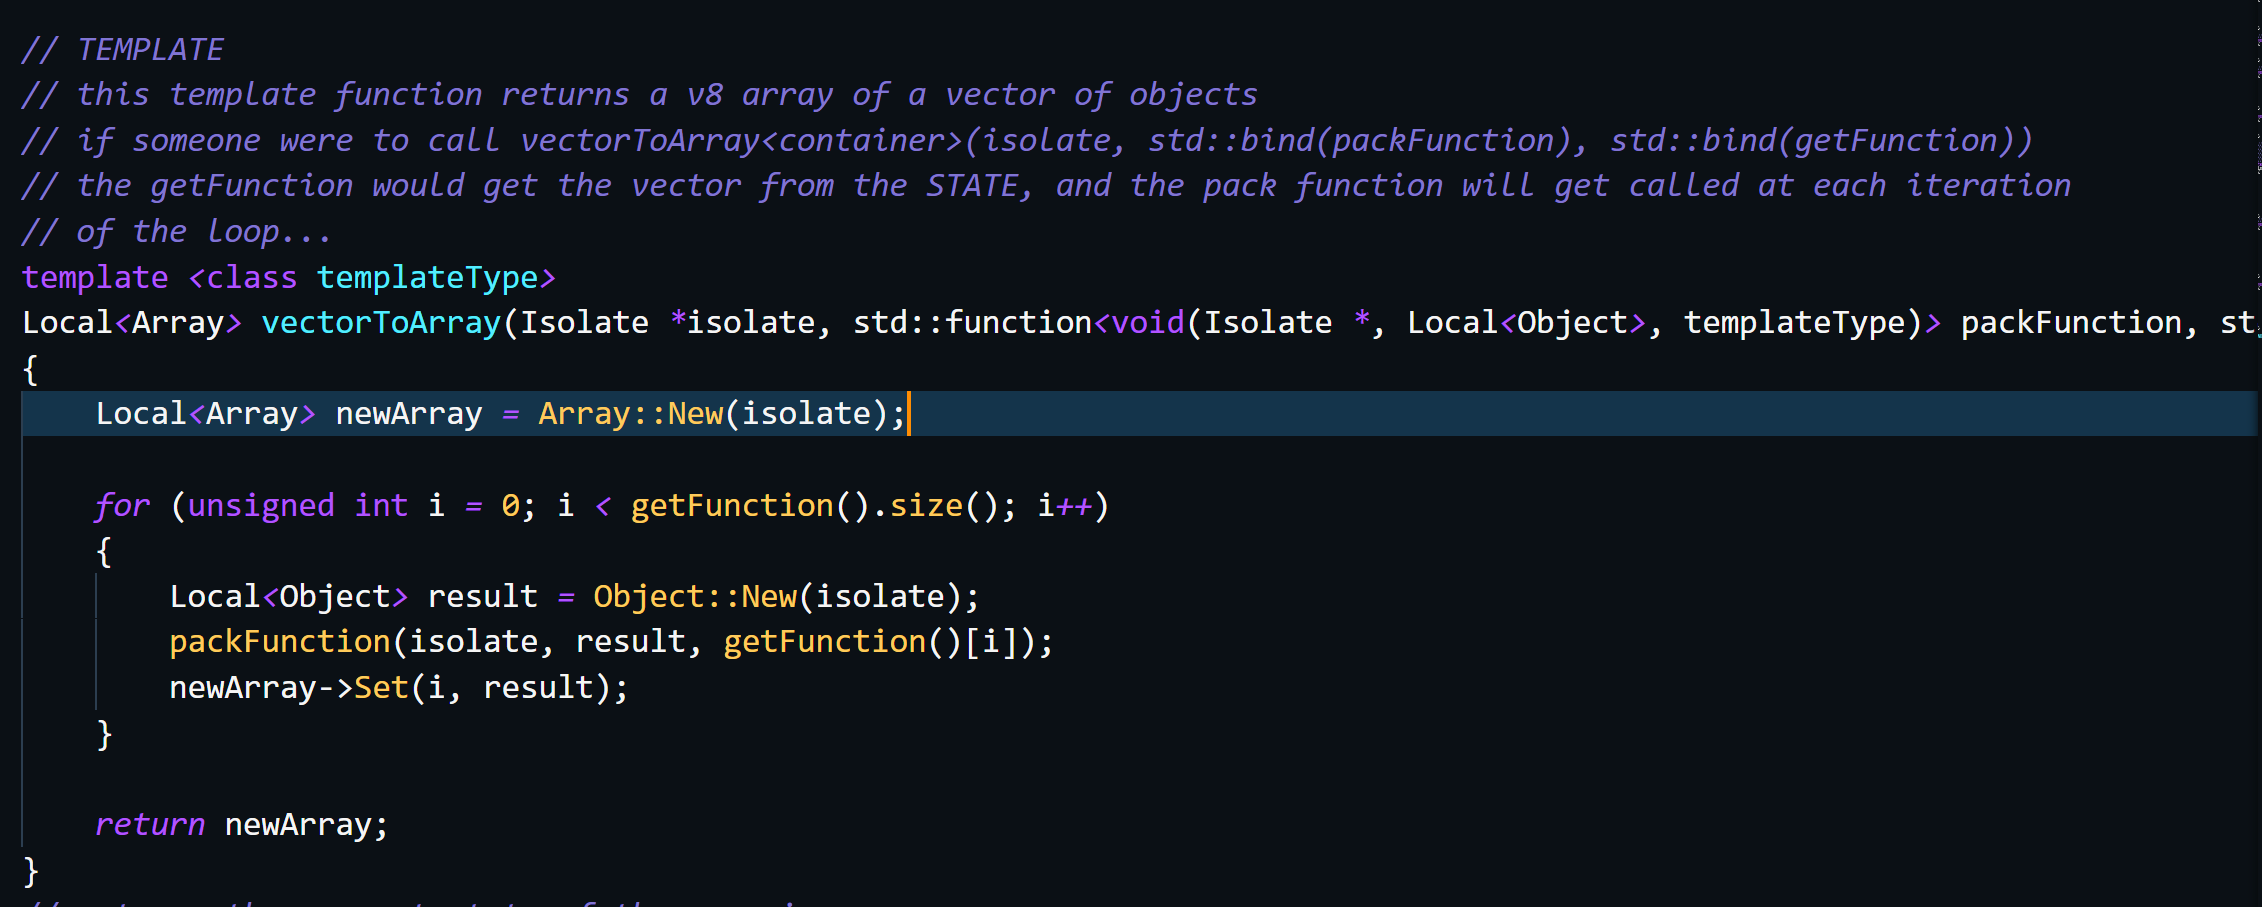 // TEMPLATE
// this template function returns a v8 array of a vector of objects
// if someone were to call vectorToArray<container>(isolate, std::bind(packFunction), std::bind(getFunction))
// the getFunction would get the vector from the STATE, and the pack function will get called at each iteration
// of the loop...
template <class templateType>
Local<Array> vectorToArray(Isolate *isolate, std::function<void(Isolate *, Local<Object>, templateType)> packFunction, st
{
    Local<Array> newArray = Array::New(isolate);

    for (unsigned int i = 0; i < getFunction().size(); i++)
    {
        Local<Object> result = Object::New(isolate);
        packFunction(isolate, result, getFunction()[i]);
        newArray->Set(i, result);
    }

    return newArray;
}